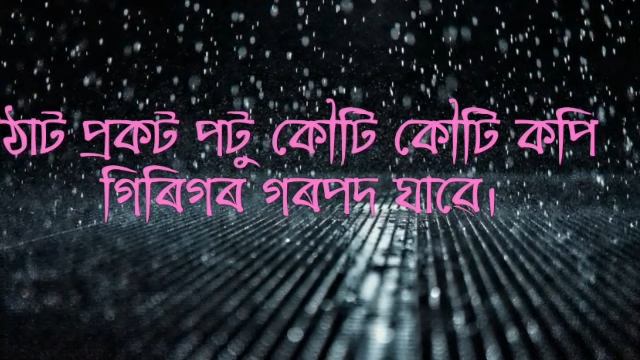 ঠাট প্ৰকট পটু কৌটি কৌটি কপি
গিৰিগৰ গৰপদ ঘাৰে।